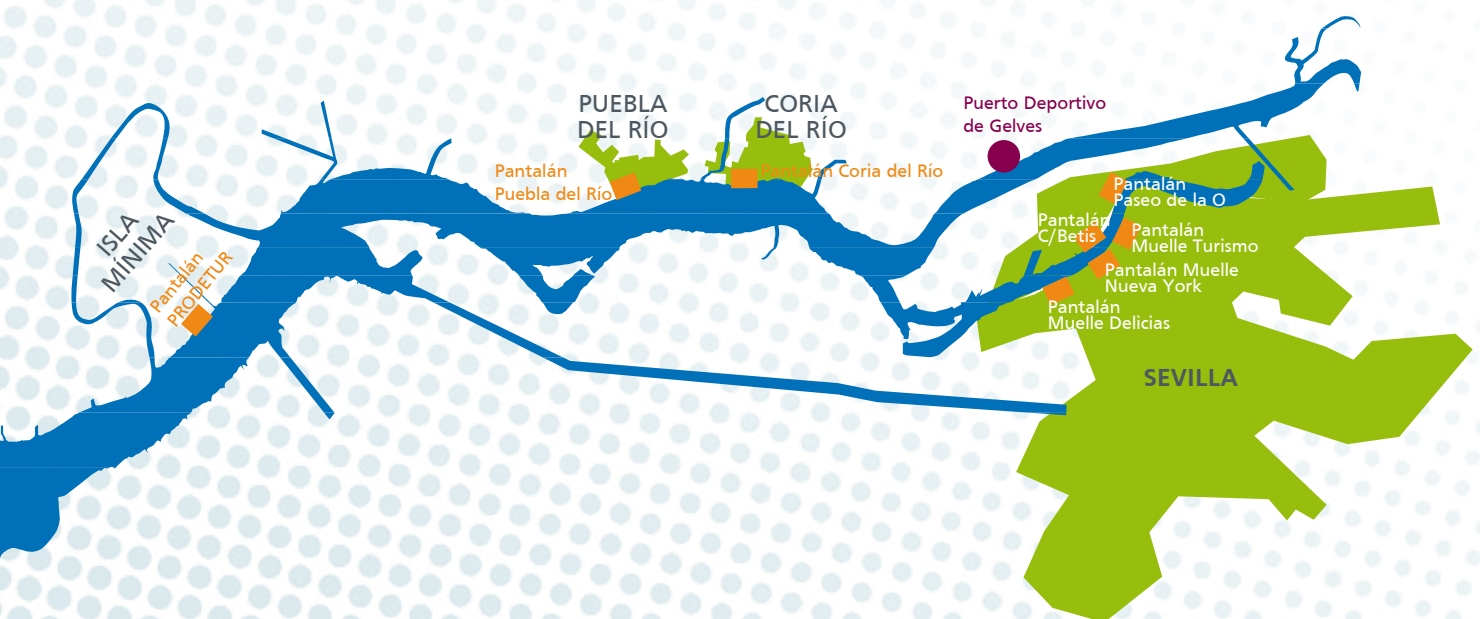 PUEBLA
DEL RÍO
CORIA
DEL RÍO
Puerto Deportivo
de Gelves
Pantalán
Puebla del Río
Pantalán Coria del Río
Pantalán
Paseo de la O
Pantalán
C/Betis
Pantalán
Muelle Turismo
Pantalán Muelle
Nueva York
Pantalán
Muelle Delicias
ISLA
MÍNIMA
Pantalán
PRODETUR
SEVILLA